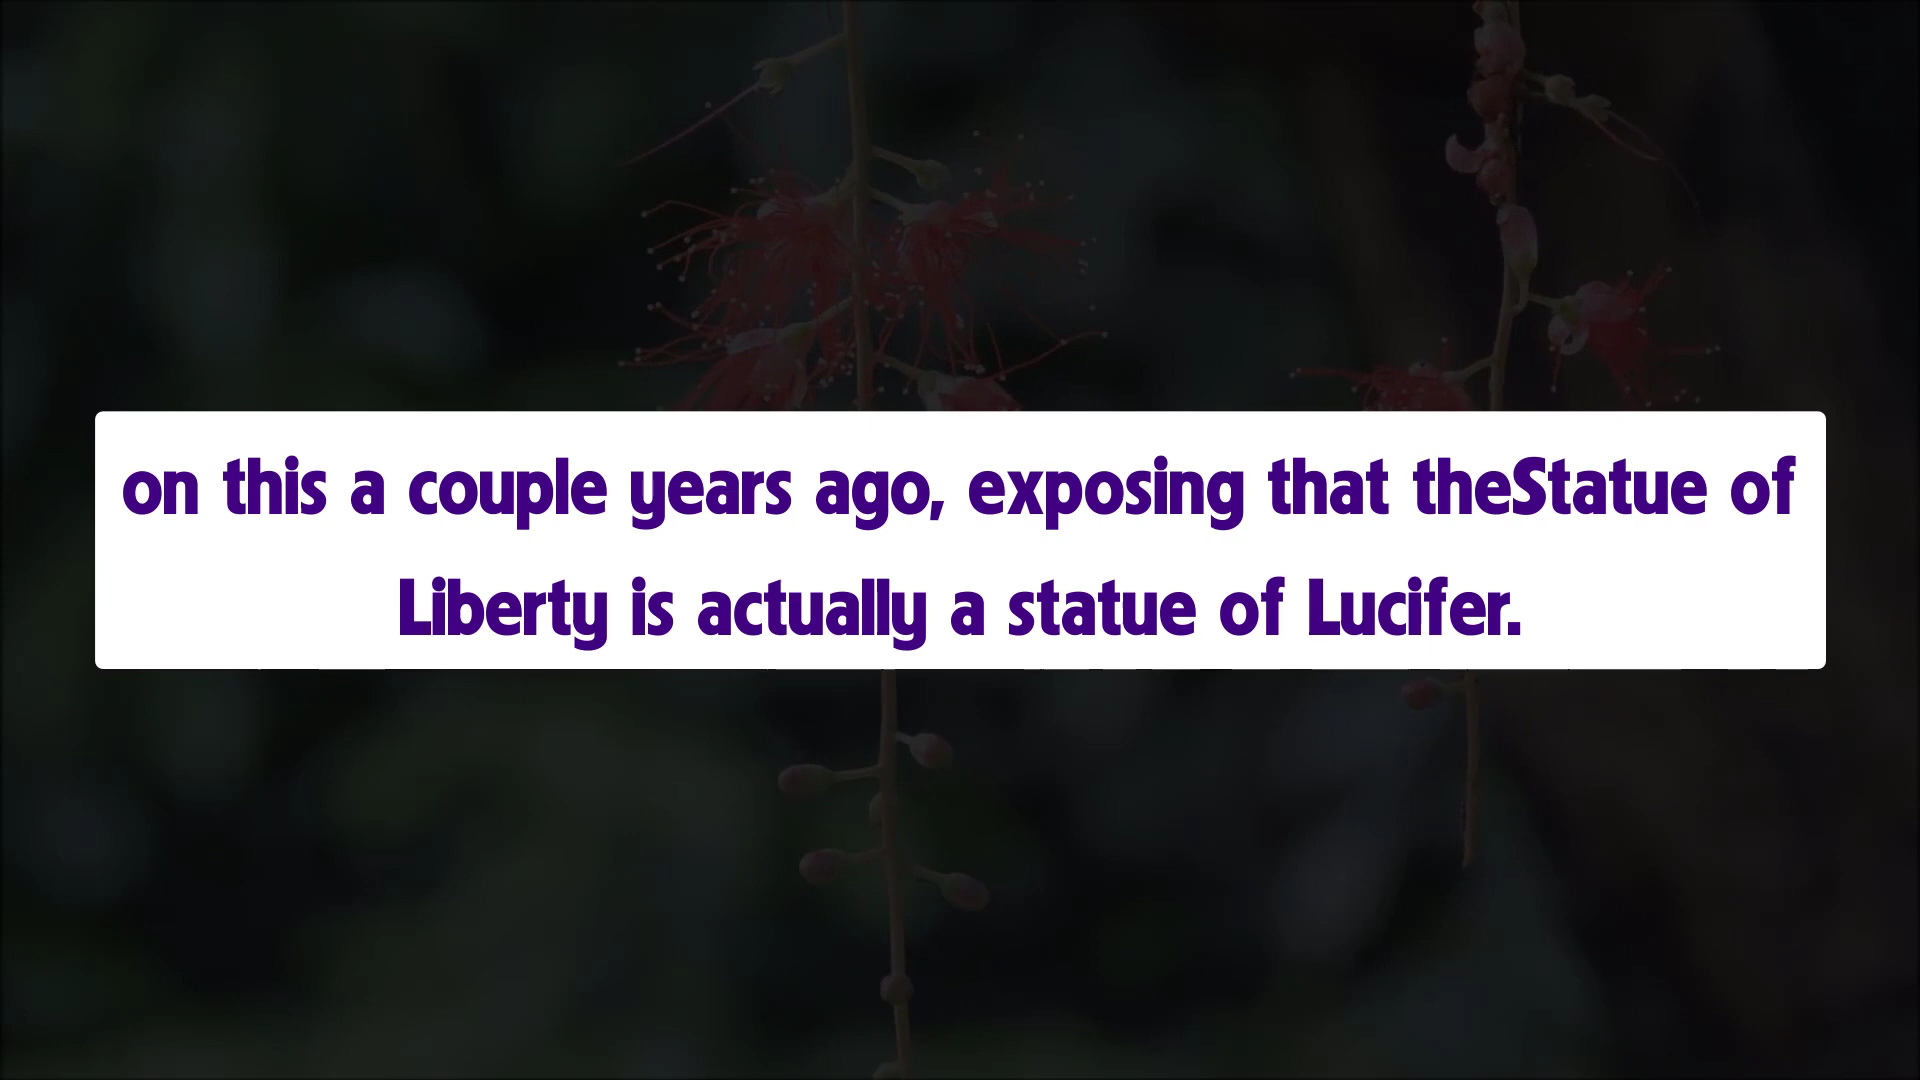 on this a couple years ago, exposing that theStatue of
Liberty is actually a statue of Lucifer.